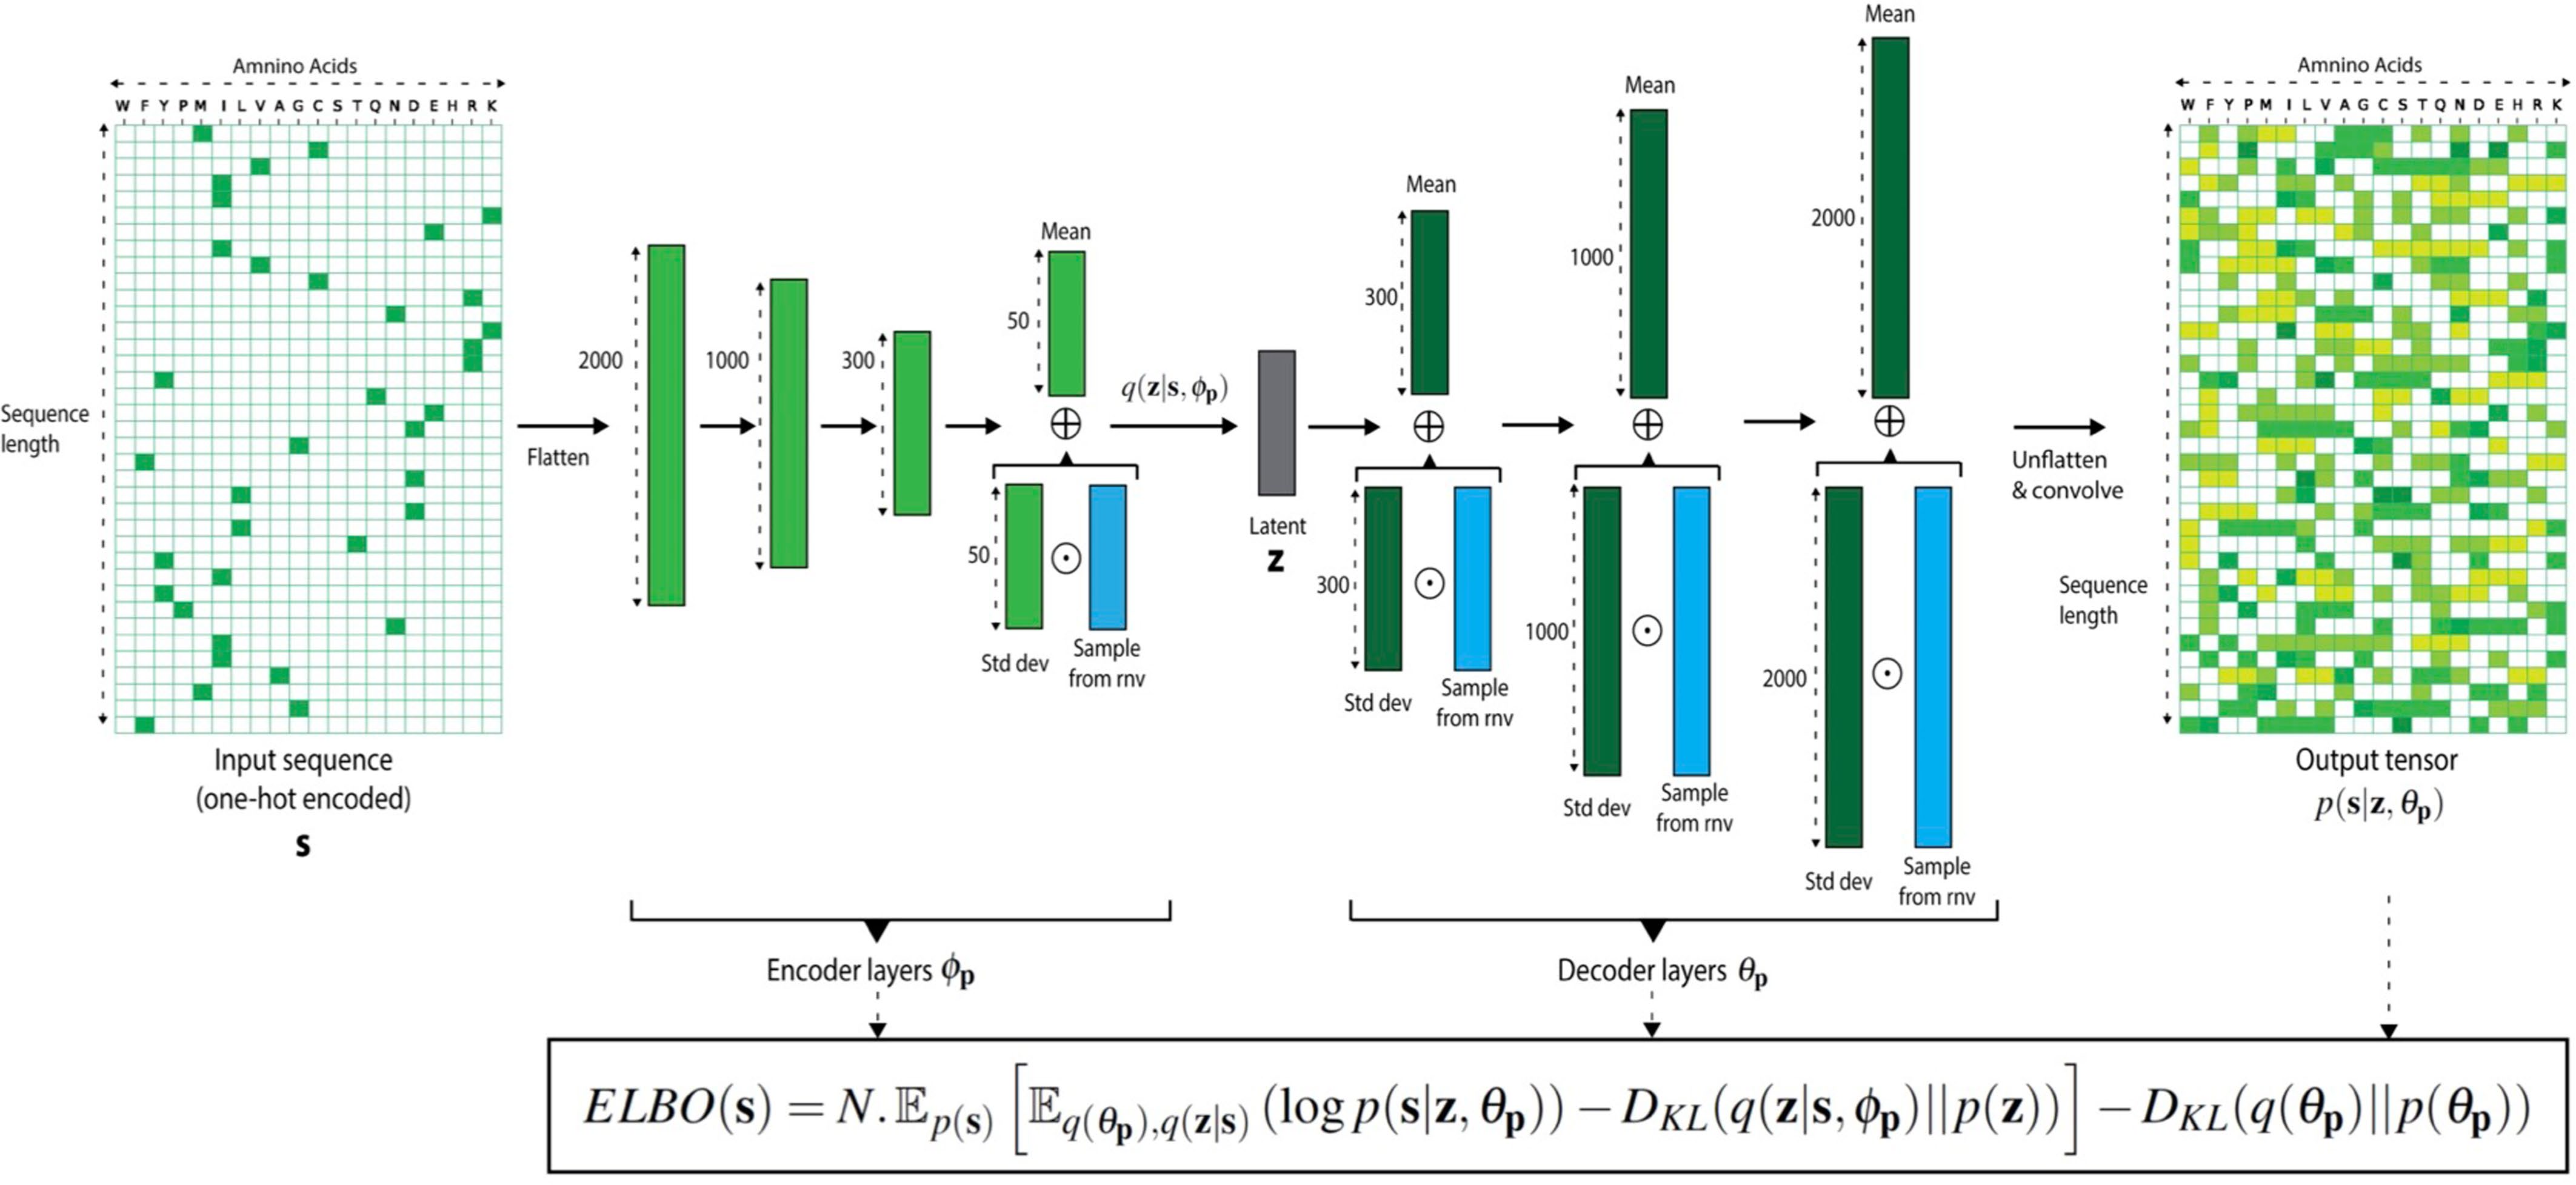 Amnino Acids
W F Y P M I L V A G C S T Q N D E H R K
Sequence
length
Input sequence
(one-hot encoded)
s
Flatten
2000
1000
300
Mean
50
⊕
50
⊙
Std dev
Sample
from rnv
q(z|s, ϕp)
Latent
z
Mean
300
⊕
300
⊙
Std dev
Sample
from rnv
Mean
1000
⊕
1000
⊙
Std dev
Sample
from rnv
Mean
2000
⊕
2000
⊙
Std dev
Sample
from rnv
Unflatten
& convolve
Amnino Acids
W F Y P M I L V A G C S T Q N D E H R K
Sequence
length
Output tensor
p(s|z, θp)
Encoder layers ϕp
Decoder layers θp
ELBO(s) = N.𝔼p(s) [𝔼q(θp),q(z|s) (log p(s|z, θp)) − DKL(q(z|s, ϕp)||p(z))] − DKL(q(θp)||p(θp))